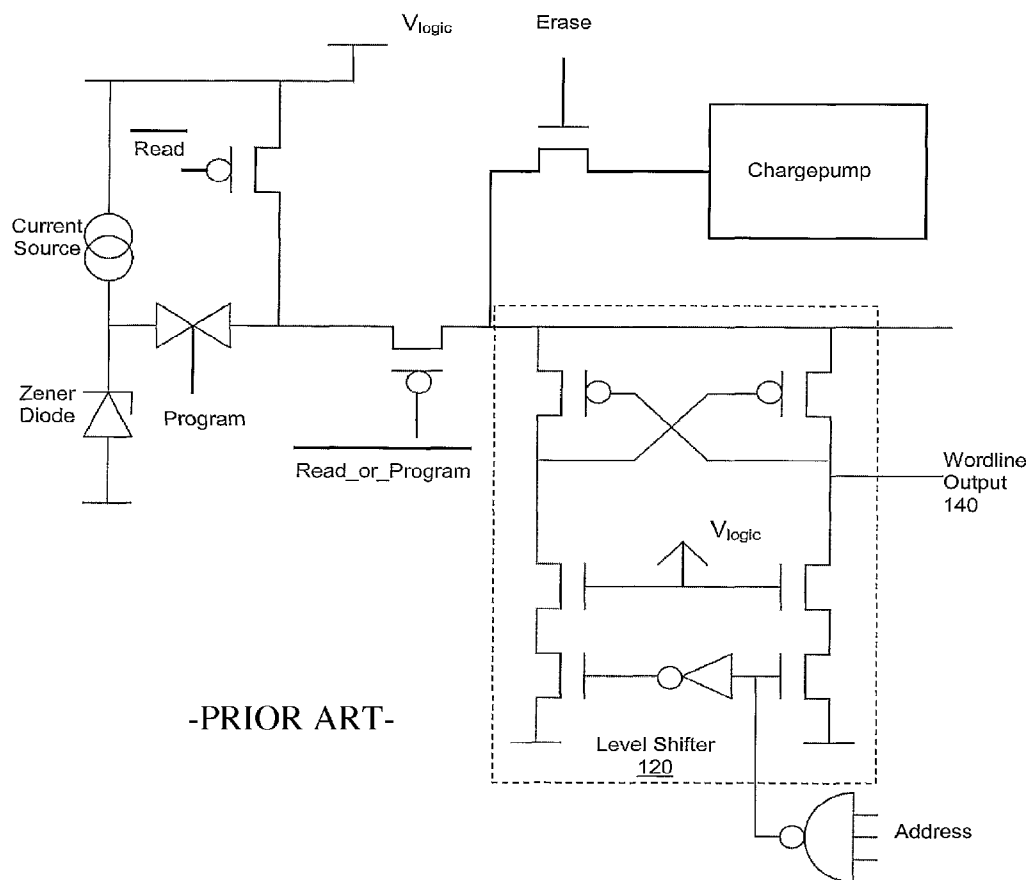 Vlogic
Erase
Read
Chargepump
Current
Source
Zener
Diode
Program
Read_or_Program
Wordline
Output
140
Vlogic
-PRIOR ART-
Level Shifter
120
Address